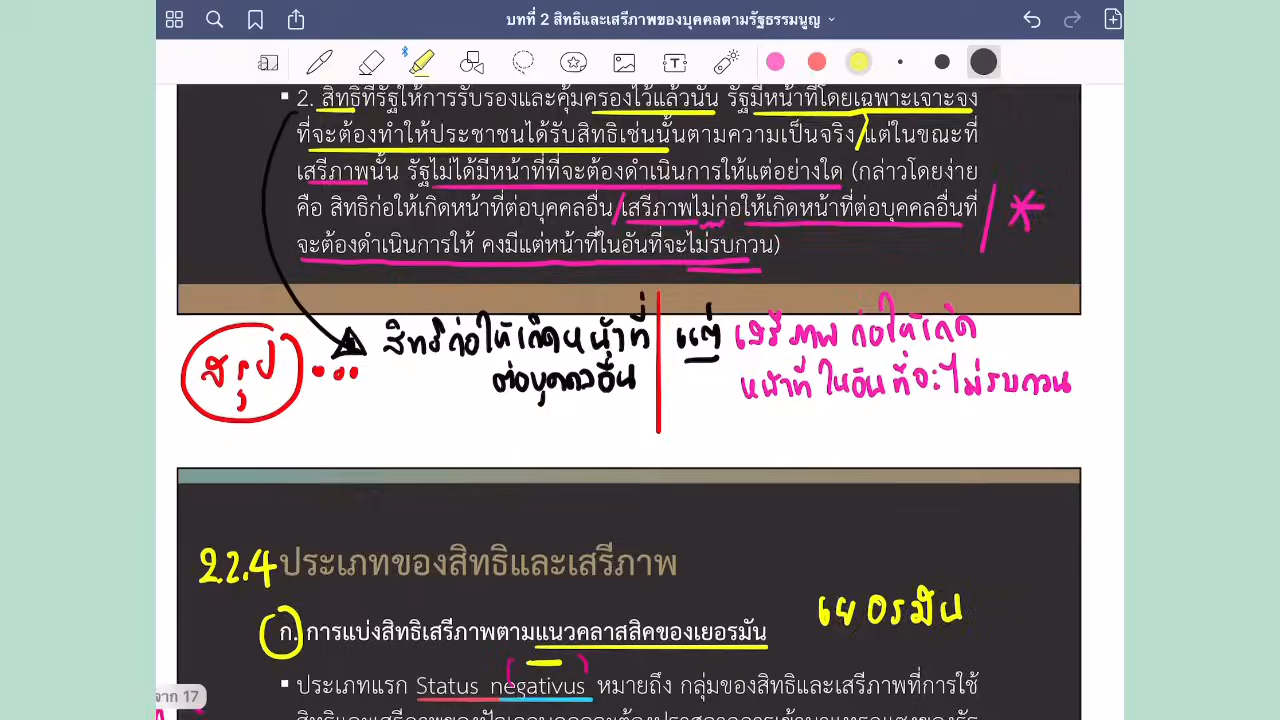 บทที่ 2 สิทธิและเสรีภาพของบุคคลตามรัฐธรรมนูญ
2. สิทธิที่รัฐให้การรับรองและคุ้มครองไว้แล้วนั้น รัฐมีหน้าที่โดยเฉพาะเจาะจง
ที่จะต้องทำให้ประชาชนได้รับสิทธิเช่นนั้นตามความเป็นจริง แต่ในขณะที่
เสรีภาพนั้น รัฐไม่ได้มีหน้าที่ที่จะต้องดำเนินการให้แต่อย่างใด (กล่าวโดยง่าย
คือ สิทธิก่อให้เกิดหน้าที่ต่อบุคคลอื่น เสรีภาพไม่ก่อให้เกิดหน้าที่ต่อบุคคลอื่นที่
จะต้องดำเนินการให้ คงมีแต่หน้าที่ในอันที่จะไม่รบกวน)
สรุป ... สิทธิก่อให้เกิดหน้าที่
ต่อบุคคลอื่น
แต่ เสรีภาพ ก่อให้เกิด
หน้าที่ ในอันที่จะไม่รบกวน
2.2.4 ประเภทของสิทธิและเสรีภาพ
ก. การแบ่งสิทธิเสรีภาพตามแนวคลาสสิคของเยอรมัน
เยอรมัน
ประเภทแรก Status negativus หมายถึง กลุ่มของสิทธิและเสรีภาพที่การใช้
จาก 17